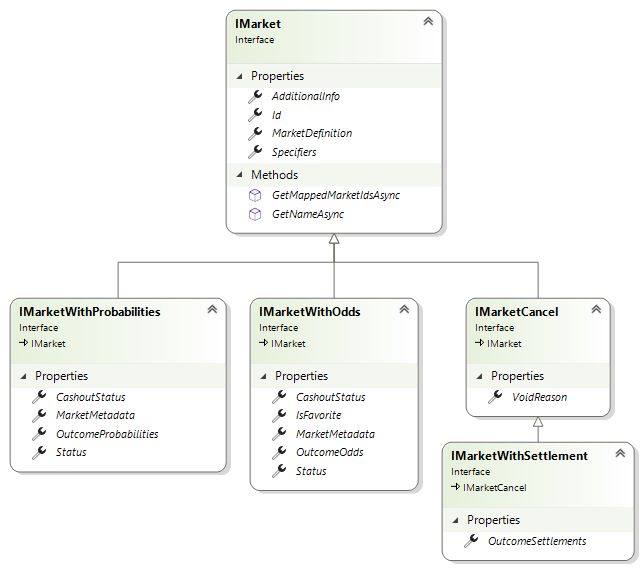 IMarket
Interface
Properties
AdditionalInfo
Id
MarketDefinition
Specifiers
Methods
GetMappedMarketIdsAsync
GetNameAsync
IMarketWithProbabilities
Interface
IMarket
Properties
CashoutStatus
MarketMetadata
OutcomeProbabilities
Status
IMarketWithOdds
Interface
IMarket
Properties
CashoutStatus
IsFavorite
MarketMetadata
OutcomeOdds
Status
IMarketCancel
Interface
IMarket
Properties
VoidReason
IMarketWithSettlement
Interface
IMarketCancel
Properties
OutcomeSettlements